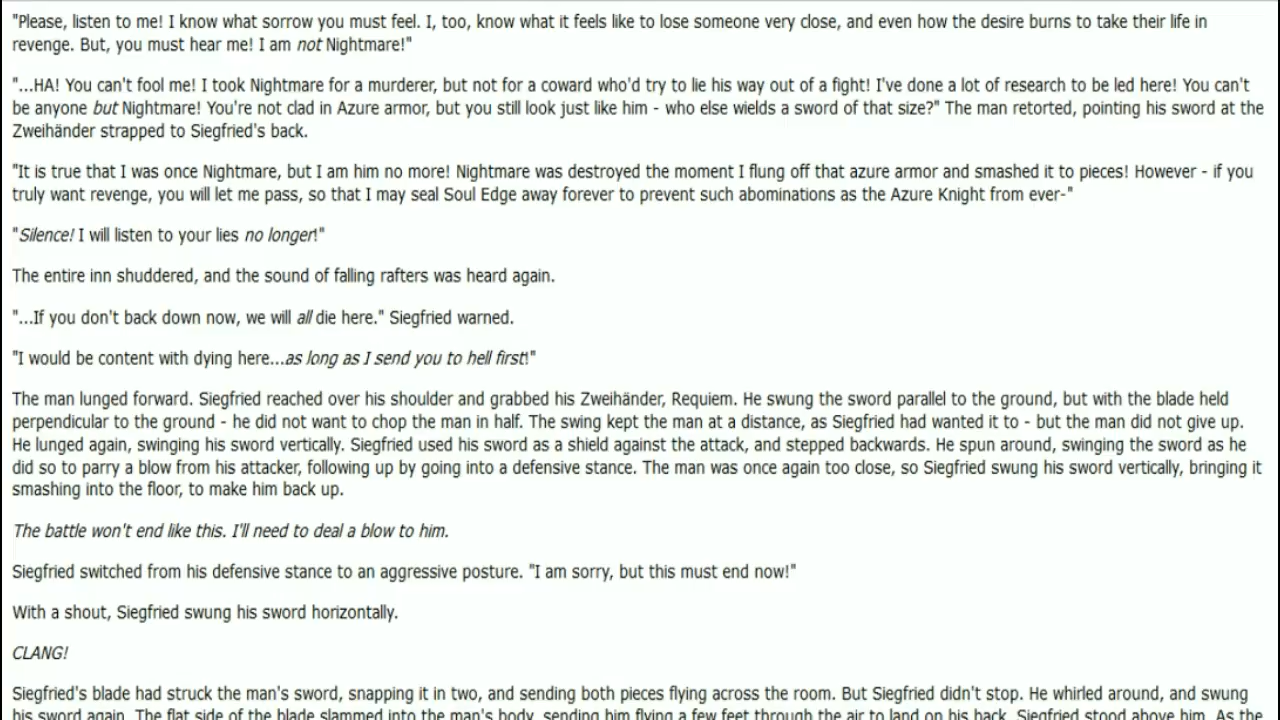 "Please, listen to me! I know what sorrow you must feel. I, too, know what it feels like to lose someone very close, and even how the desire burns to take their life in
revenge. But, you must hear me! I am not Nightmare!"
"...HA! You can't fool me! I took Nightmare for a murderer, but not for a coward who'd try to lie his way out of a fight! I've done a lot of research to be led here! You can't
be anyone but Nightmare! You're not clad in Azure armor, but you still look just like him - who else wields a sword of that size?" The man retorted, pointing his sword at the
Zweihänder strapped to Siegfried's back.
"It is true that I was once Nightmare, but I am him no more! Nightmare was destroyed the moment I flung off that azure armor and smashed it to pieces! However - if you
truly want revenge, you will let me pass, so that I may seal Soul Edge away forever to prevent such abominations as the Azure Knight from ever-"
"Silence! I will listen to your lies no longer!"
The entire inn shuddered, and the sound of falling rafters was heard again.
"...If you don't back down now, we will all die here." Siegfried warned.
"I would be content with dying here...as long as I send you to hell first!"
The man lunged forward. Siegfried reached over his shoulder and grabbed his Zweihänder, Requiem. He swung the sword parallel to the ground, but with the blade held
perpendicular to the ground - he did not want to chop the man in half. The swing kept the man at a distance, as Siegfried had wanted it to - but the man did not give up.
He lunged again, swinging his sword vertically. Siegfried used his sword as a shield against the attack, and stepped backwards. He spun around, swinging the sword as he
did so to parry a blow from his attacker, following up by going into a defensive stance. The man was once again too close, so Siegfried swung his sword vertically, bringing it
smashing into the floor, to make him back up.
The battle won't end like this. I'll need to deal a blow to him.
Siegfried switched from his defensive stance to an aggressive posture. "I am sorry, but this must end now!"
With a shout, Siegfried swung his sword horizontally.
CLANG!
Siegfried's blade had struck the man's sword, snapping it in two, and sending both pieces flying across the room. But Siegfried didn't stop. He whirled around, and swung
his sword again. The flat side of the blade slammed into the man's body, sending him flying a few feet through the air to land on his back. Siegfried stood above him. As the